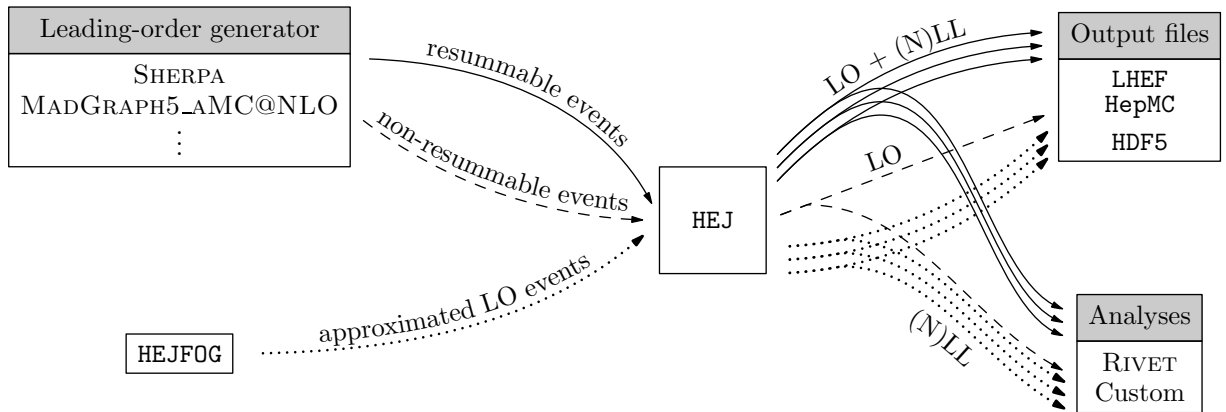 Leading-order generator
SHERPA
MADGRAPH5_aMC@NLO
⋮
resummable events
non-resummable events
approximated LO events
HEJFOG
HEJ
LO + (N)LL
LO
(N)LL
Output files
LHEF
HepMC
HDF5
Analyses
RIVET
Custom